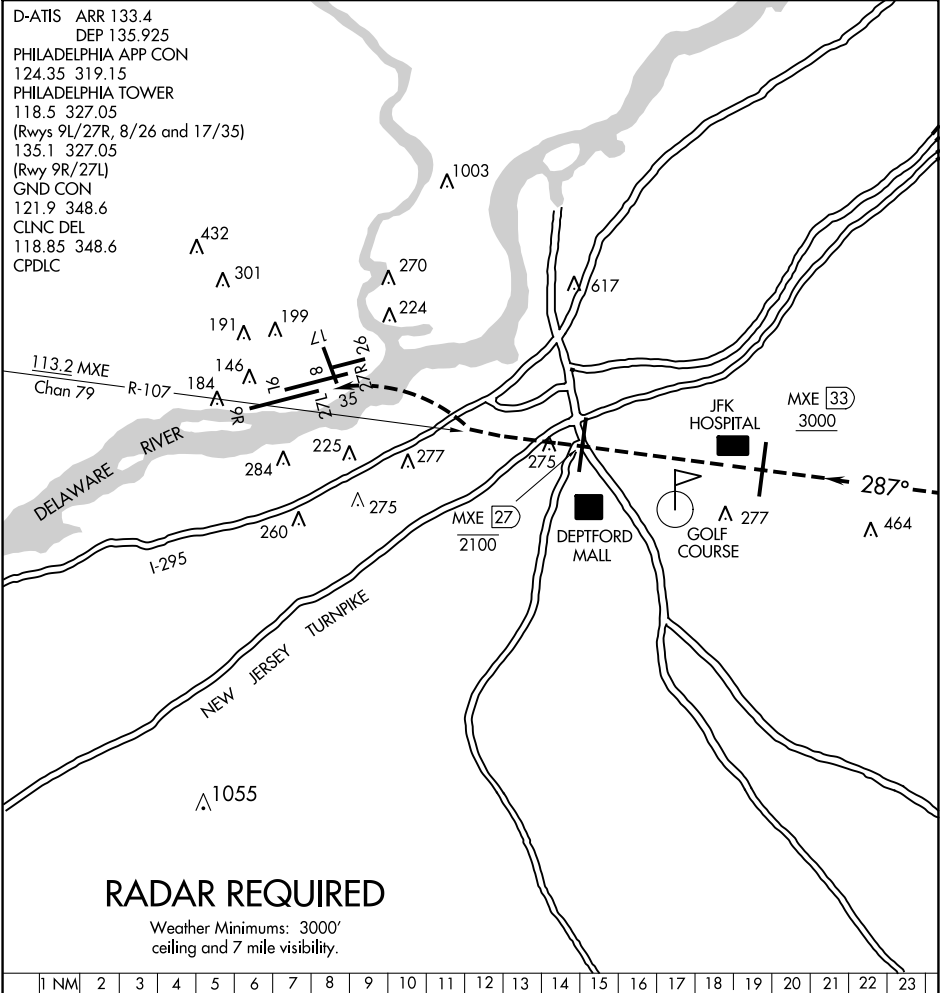 D-ATIS ARR 133.4
DEP 135.925
PHILADELPHIA APP CON
124.35 319.15
PHILADELPHIA TOWER
118.5 327.05
(Rwys 9L/27R, 8/26 and 17/35)
135.1 327.05
(Rwy 9R/27L)
GND CON
121.9 348.6
CLNC DEL
118.85 348.6
CPDLC
1003
432
301
270
617
224
191
199
17
26
8
27R
146
9L
113.2 MXE
Chan 79
R-107
184
35
27L
9R
JFK
HOSPITAL
MXE 33
3000
DELAWARE RIVER
225
284
277
275
287°
275
260
MXE 27
2100
DEPTFORD
MALL
277
GOLF
COURSE
464
I-295
NEW JERSEY TURNPIKE
1055
RADAR REQUIRED
Weather Minimums: 3000'
ceiling and 7 mile visibility.
1 NM 2 3 4 5 6 7 8 9 10 11 12 13 14 15 16 17 18 19 20 21 22 23